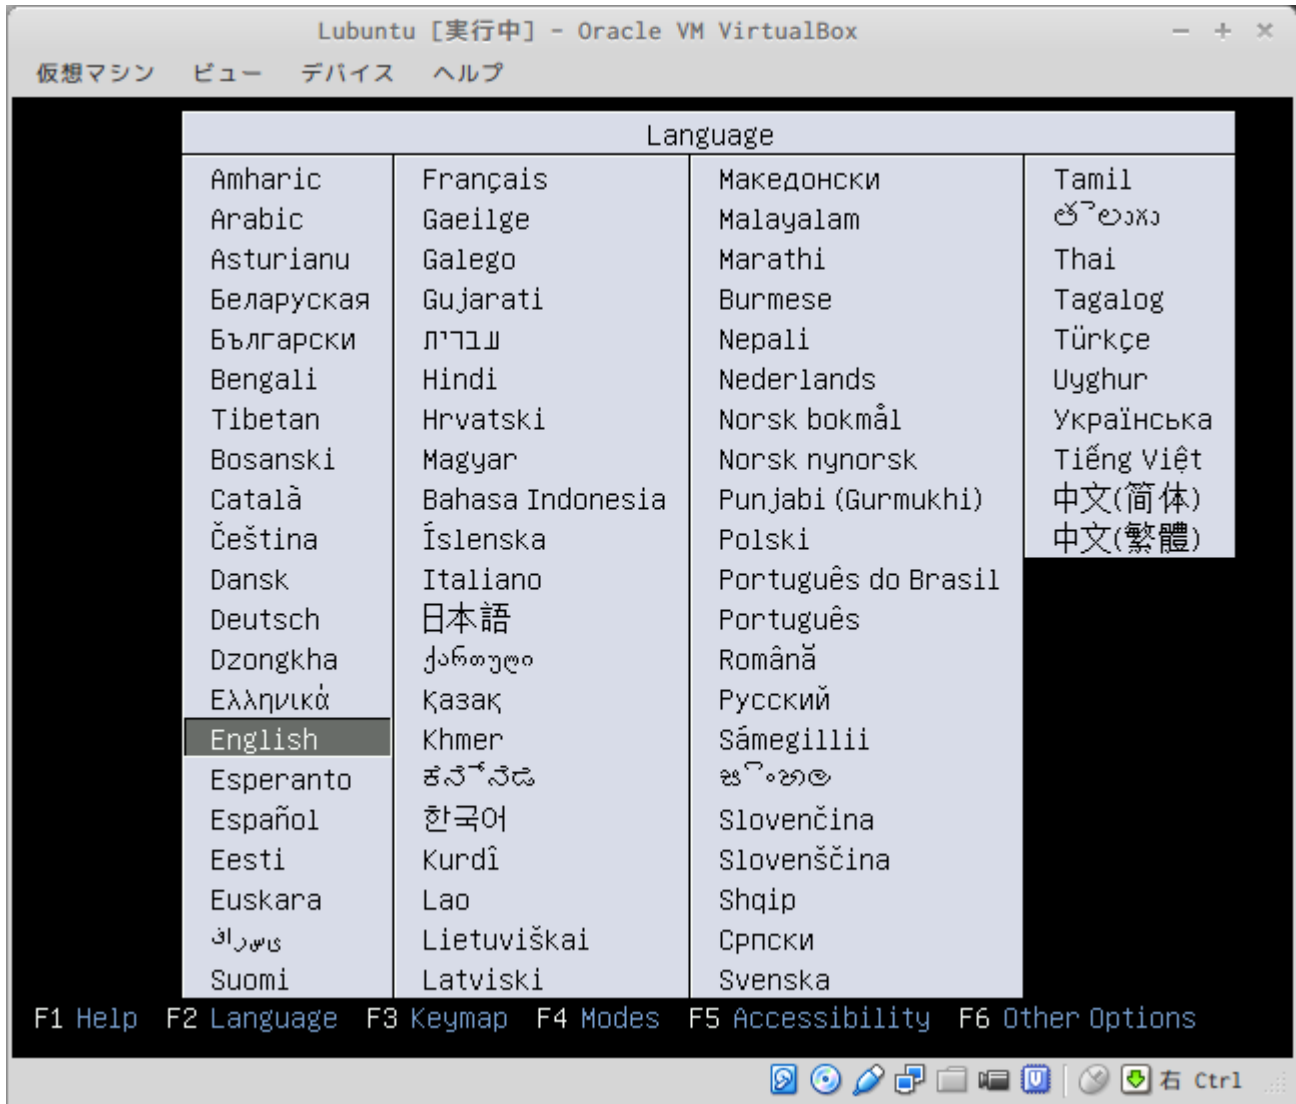 Lubuntu [実行中] - Oracle VM VirtualBox
仮想マシン ビュー デバイス ヘルプ
Language
Amharic
Arabic
Asturianu
Беларуская
Български
Bengali
Tibetan
Bosanski
Català
Čeština
Dansk
Deutsch
Dzongkha
Ελληνικά
English
Esperanto
Español
Eesti
Euskara
ﻯﺱﺭﺍﻑ
Suomi
Français
Gaeilge
Galego
Gujarati
עברית
Hindi
Hrvatski
Magyar
Bahasa Indonesia
Íslenska
Italiano
日本語
ქართული
Қазақ
Khmer
ಕನ್ನಡ
한국어
Kurdî
Lao
Lietuviškai
Latviski
Македонски
Malayalam
Marathi
Burmese
Nepali
Nederlands
Norsk bokmål
Norsk nynorsk
Punjabi (Gurmukhi)
Polski
Português do Brasil
Português
Română
Русский
Sámegillii
සිංහල
Slovenčina
Slovenščina
Shqip
Српски
Svenska
Tamil
తెలుగు
Thai
Tagalog
Türkçe
Uyghur
Українська
Tiếng Việt
中文(简体)
中文(繁體)
F1 Help F2 Language F3 Keymap F4 Modes F5 Accessibility F6 Other Options
右 Ctrl